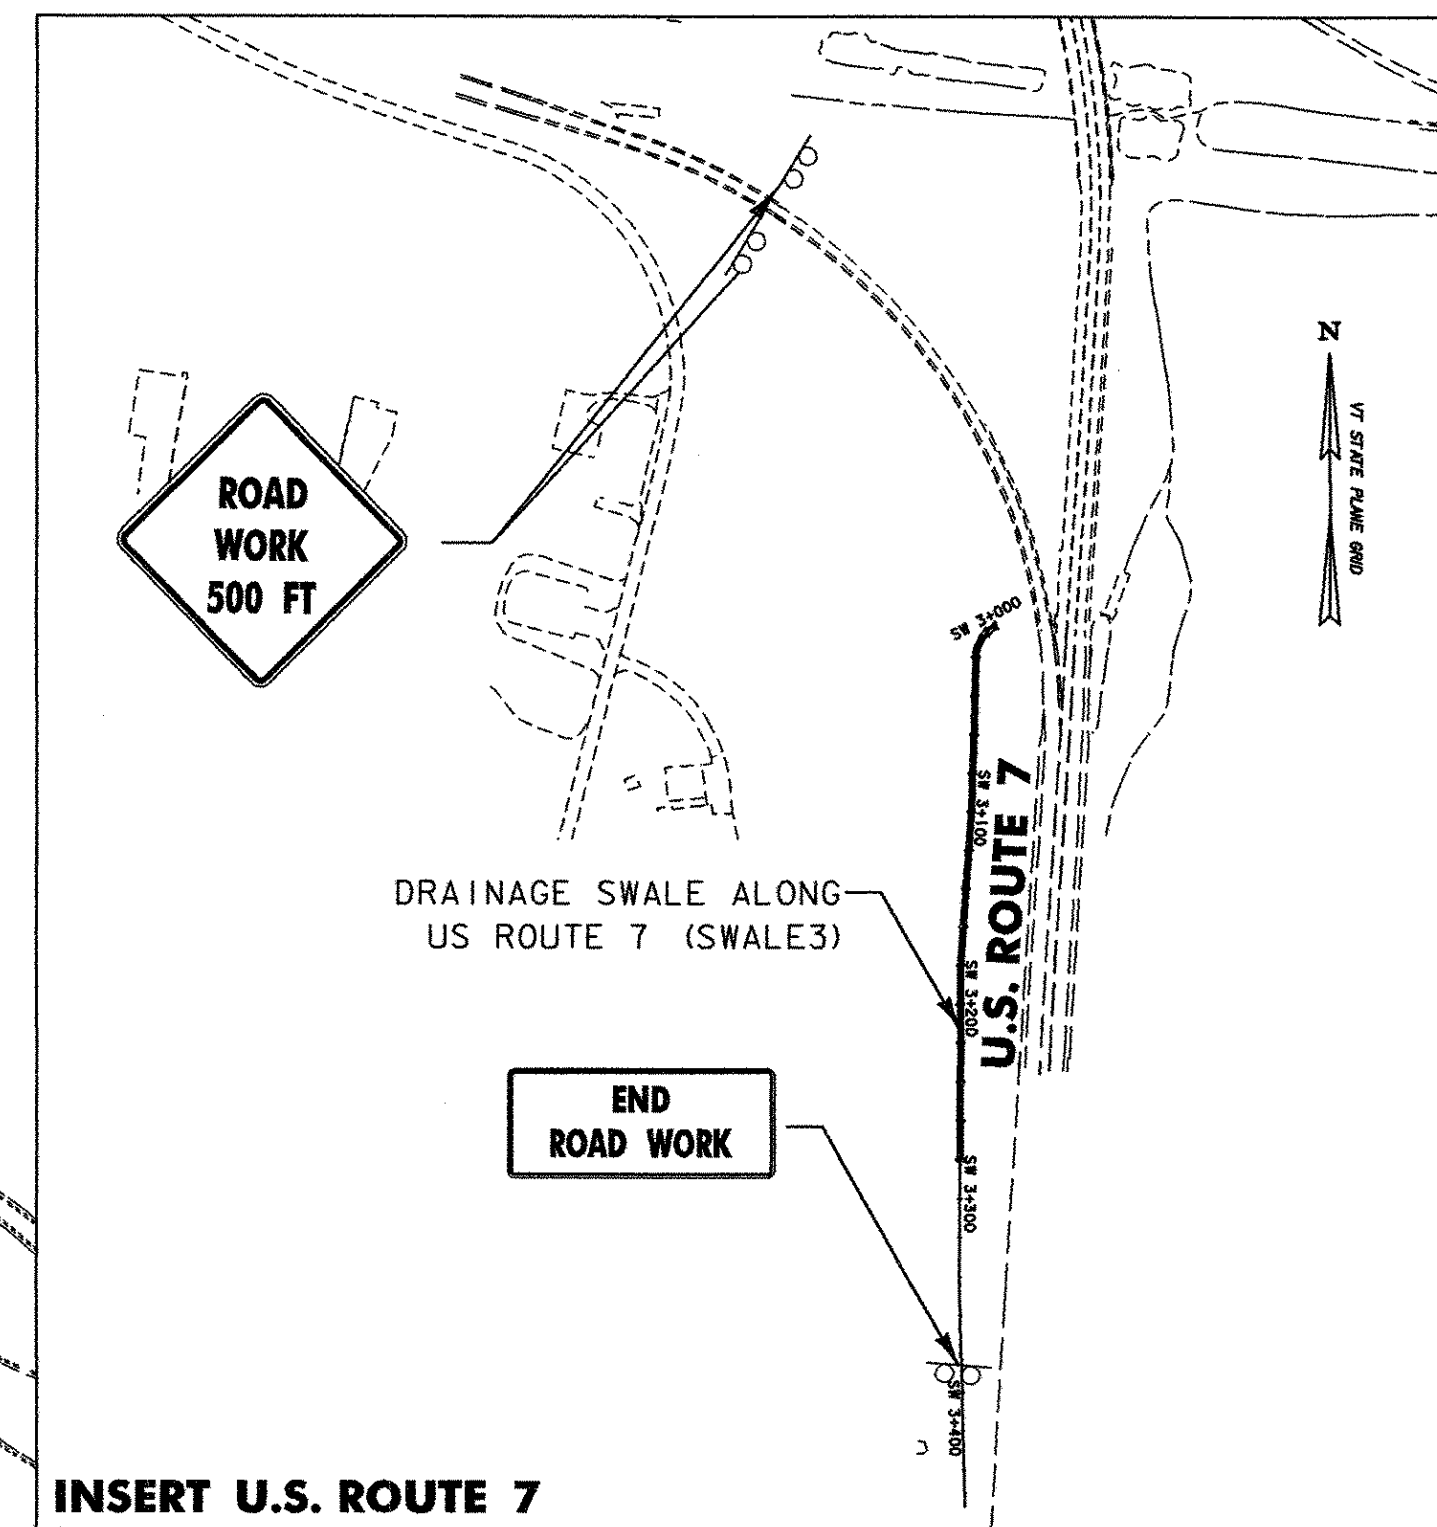 N
VT STATE PLANE GRID
ROAD
WORK
500 FT
SW 3+000
SW 3+100
U.S. ROUTE 7
DRAINAGE SWALE ALONG
US ROUTE 7 (SWALE3)
SW 3+200
END
ROAD WORK
SW 3+300
SW 3+400
INSERT U.S. ROUTE 7